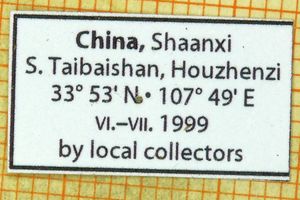 China, Shaanxi
S. Taibaishan, Houzhenzi
33° 53' N • 107° 49' E
VI.–VII. 1999
by local collectors